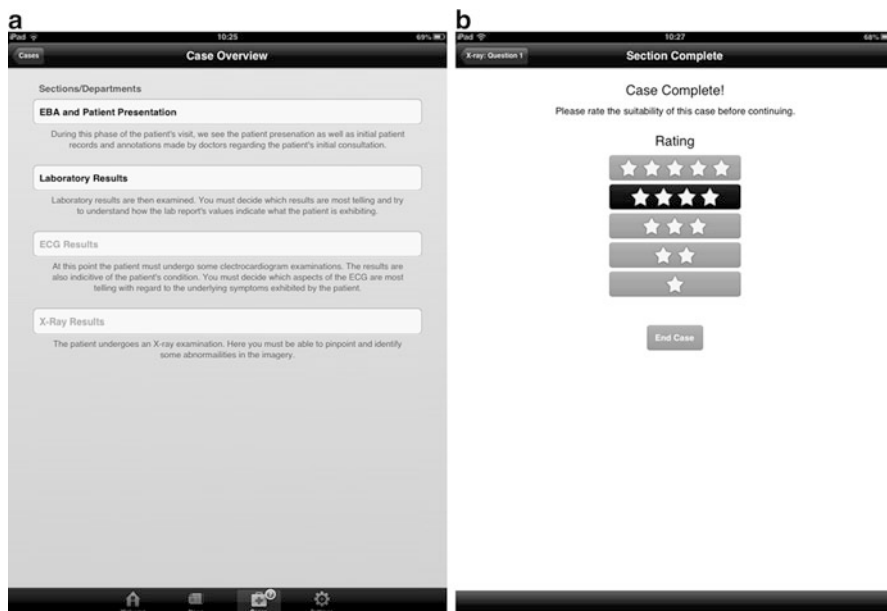 a
iPad
10:25
69%
Cases
Case Overview
Sections/Departments
EBA and Patient Presentation
During this phase of the patient's visit, we see the patient presenation as well as initial patient
records and annotations made by doctors regarding the patient's initial consultation.
Laboratory Results
Laboratory results are then examined. You must decide which results are most telling and try
to understand how the lab report's values indicate what the patient is exhibiting.
ECG Results
At this point the patient must undergo some electrocardiogram examinations. The results are
also indicitive of the patient's condition. You must decide which aspects of the ECG are most
telling with regard to the underlying symptoms exhibited by the patient.
X-Ray Results
The patient undergoes an X-ray examination. Here you must be able to pinpoint and identify
some abnormailities in the imagery.
b
iPad
10:27
68%
X-ray: Question 1
Section Complete
Case Complete!
Please rate the suitability of this case before continuing.
Rating
End Case